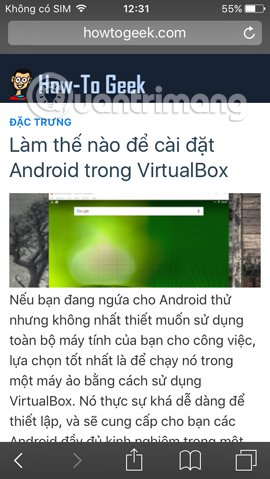 Không có SIM 12:31 55%
howtogeek.com
How-To Geek
Quantrimang
ĐẶC TRƯNG
Làm thế nào để cài đặt
Android trong VirtualBox
Nếu bạn đang ngứa cho Android thử
nhưng không nhất thiết muốn sử dụng
toàn bộ máy tính của bạn cho công việc,
lựa chọn tốt nhất là để chạy nó trong
một máy ảo bằng cách sử dụng
VirtualBox. Nó thực sự khá dễ dàng để
thiết lập, và sẽ cung cấp cho bạn các
Android đầy đủ kinh nghiệm trong một